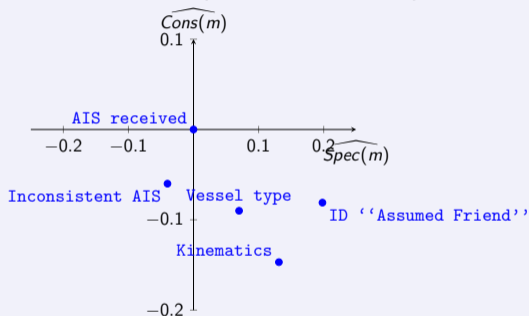 Cons(m)
0.1
AIS received
−0.2 −0.1 0.1 0.2
Spec(m)
Inconsistent AIS Vessel type
−0.1 ID ‘‘Assumed Friend’’
Kinematics
−0.2